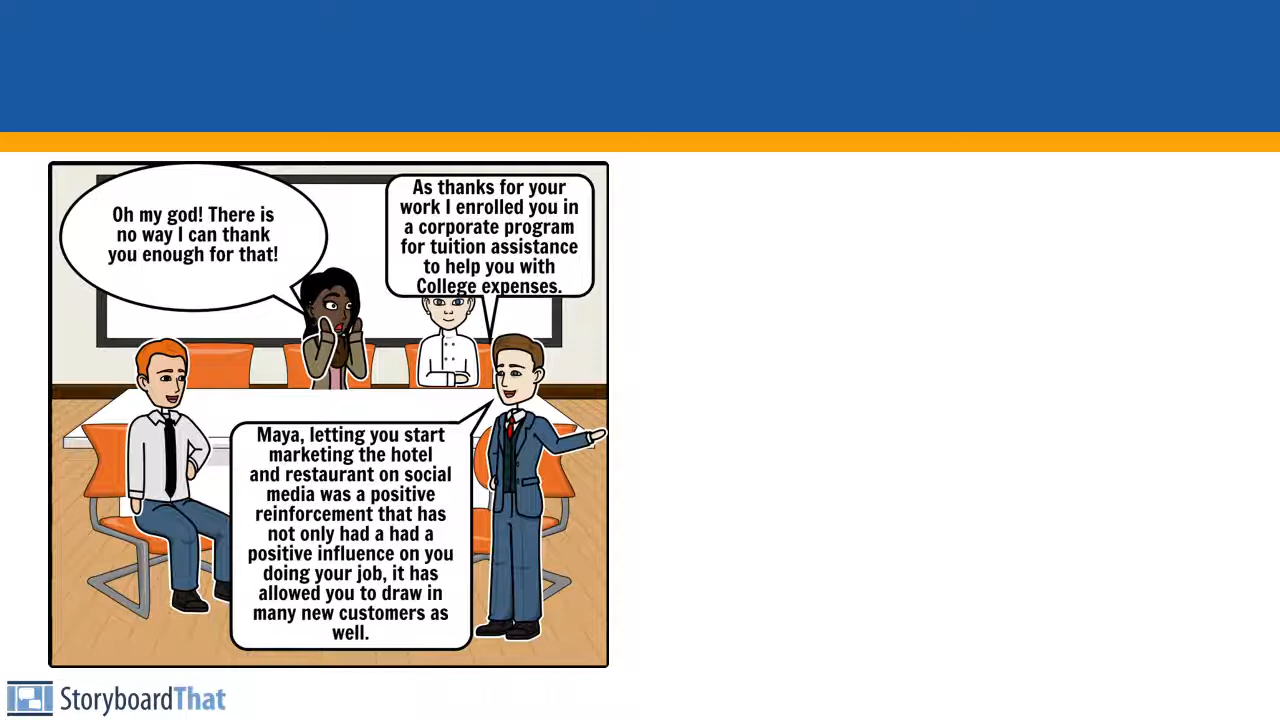 Oh my god! There is
no way I can thank
you enough for that!
As thanks for your
work I enrolled you in
a corporate program
for tuition assistance
to help you with
College expenses.
Maya, letting you start
marketing the hotel
and restaurant on social
media was a positive
reinforcement that has
not only had a had a
positive influence on you
doing your job, it has
allowed you to draw in
many new customers as
well.
StoryboardThat